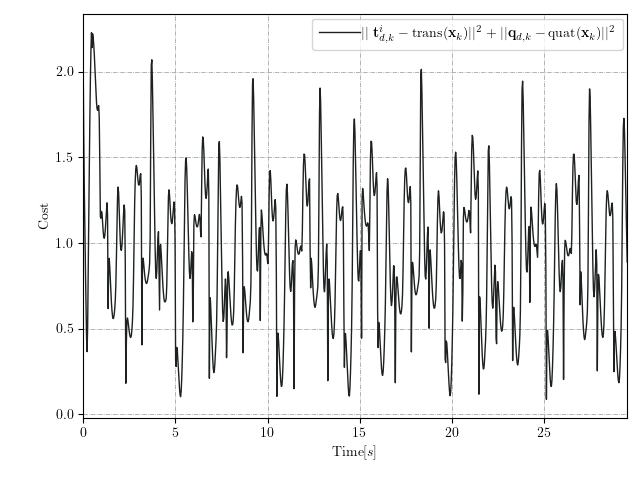 || t^i_{d,k} − trans(x_k)||^2 + ||q_{d,k} − quat(x_k)||^2
2.0
1.5
1.0
0.5
0.0
Cost
0 5 10 15 20 25
Time[s]